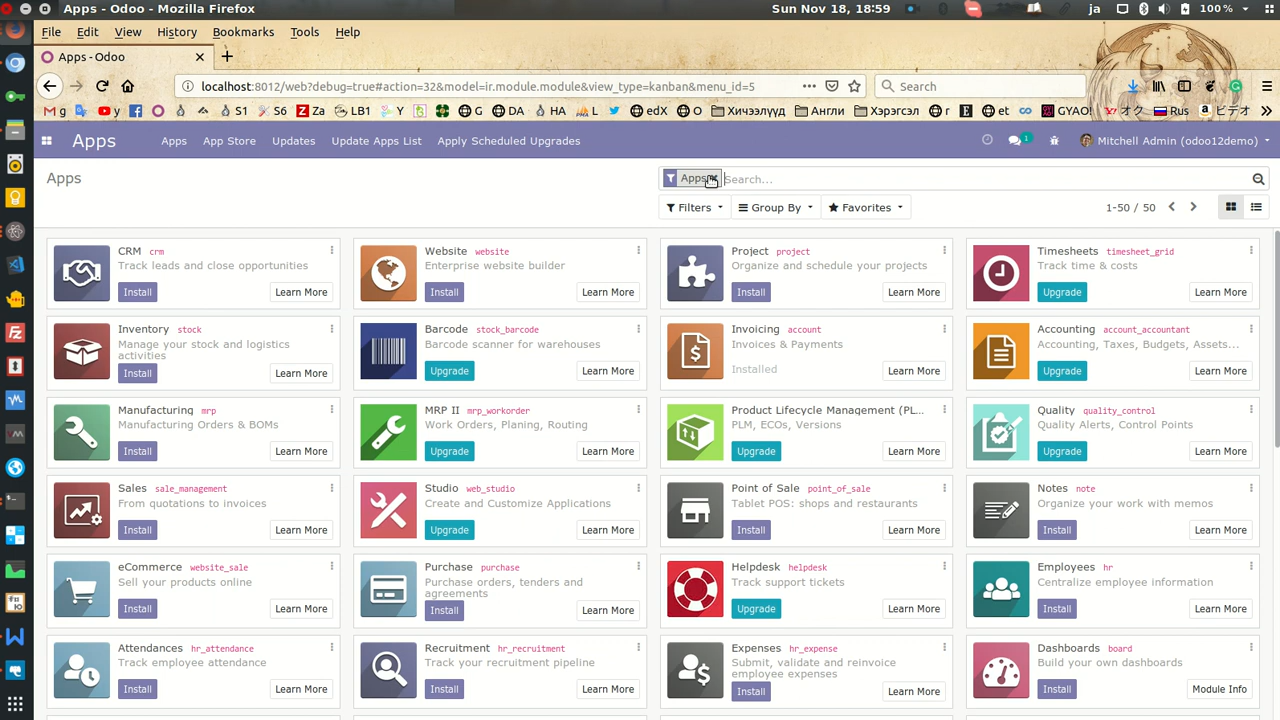 Apps - Odoo - Mozilla Firefox
Sun Nov 18, 18:59
ja
100 %
File Edit View History Bookmarks Tools Help
Apps - Odoo
localhost:8012/web?debug=true#action=32&model=ir.module.module&view_type=kanban&menu_id=5
Search
M g y S1 S6 Za LB1 Y! G DA HA L W edX O Хичээлүүд Англи Хэрэгсэл r E et GYAO! オク Rus ビデオ
Apps
Apps App Store Updates Update Apps List Apply Scheduled Upgrades
1
Mitchell Admin (odoo12demo)
Apps
Apps
Search...
Filters Group By Favorites
1-50 / 50
CRM crm
Track leads and close opportunities
Install Learn More
Website website
Enterprise website builder
Install Learn More
Project project
Organize and schedule your projects
Install Learn More
Timesheets timesheet_grid
Track time & costs
Upgrade Learn More
Inventory stock
Manage your stock and logistics
activities
Install Learn More
Barcode stock_barcode
Barcode scanner for warehouses
Upgrade Learn More
Invoicing account
Invoices & Payments
Installed Learn More
Accounting account_accountant
Accounting, Taxes, Budgets, Assets...
Upgrade Learn More
Manufacturing mrp
Manufacturing Orders & BOMs
Install Learn More
MRP II mrp_workorder
Work Orders, Planing, Routing
Upgrade Learn More
Product Lifecycle Management (PL...
PLM, ECOs, Versions
Upgrade Learn More
Quality quality_control
Quality Alerts, Control Points
Upgrade Learn More
Sales sale_management
From quotations to invoices
Install Learn More
Studio web_studio
Create and Customize Applications
Upgrade Learn More
Point of Sale point_of_sale
Tablet POS: shops and restaurants
Install Learn More
Notes note
Organize your work with memos
Install Learn More
eCommerce website_sale
Sell your products online
Install Learn More
Purchase purchase
Purchase orders, tenders and
agreements
Install Learn More
Helpdesk helpdesk
Track support tickets
Upgrade Learn More
Employees hr
Centralize employee information
Install Learn More
Attendances hr_attendance
Track employee attendance
Install Learn More
Recruitment hr_recruitment
Track your recruitment pipeline
Install Learn More
Expenses hr_expense
Submit, validate and reinvoice
employee expenses
Install Learn More
Dashboards board
Build your own dashboards
Install Module Info